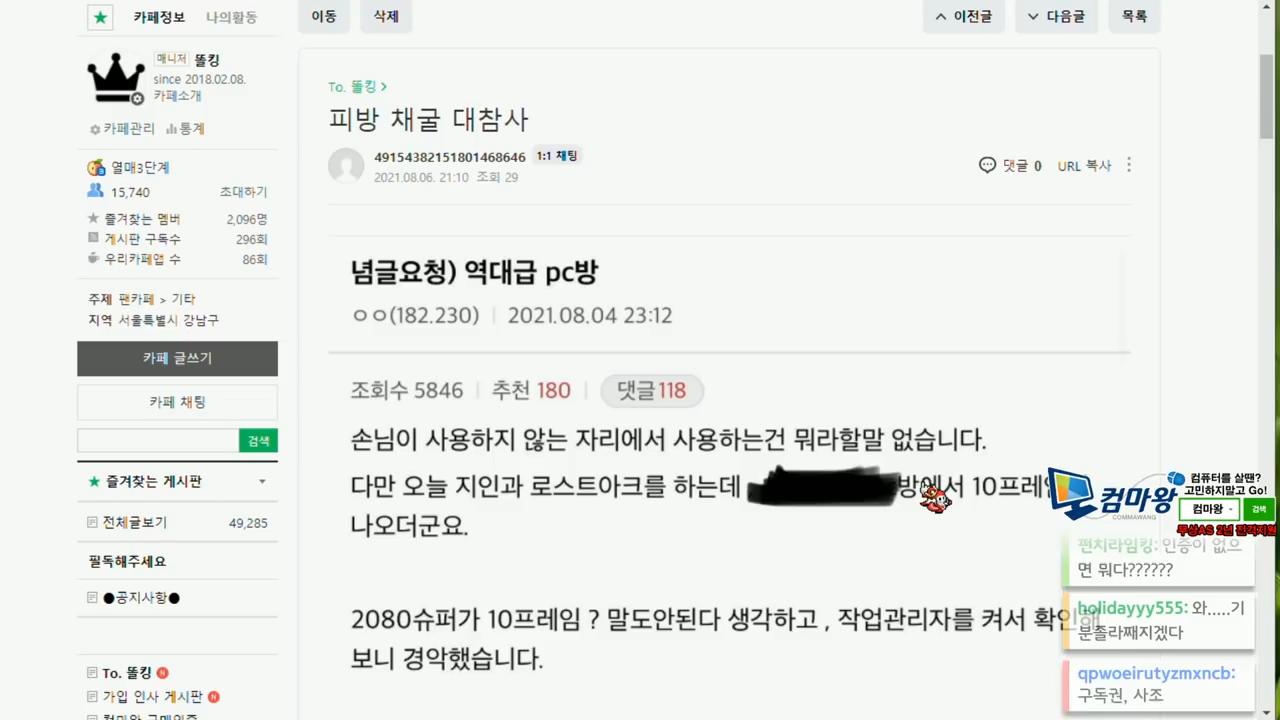 카페정보 나의활동
매니저 똘킹
since 2018.02.08.
카페소개
카페관리 통계
열매3단계
15,740 초대하기
즐겨찾는 멤버 2,096명
게시판 구독수 296회
우리카페앱 수 86회
주제 팬카페 > 기타
지역 서울특별시 강남구
카페 글쓰기
카페 채팅
검색
즐겨찾는 게시판
전체글보기 49,285
필독해주세요
●공지사항●
To. 똘킹 N
가입 인사 게시판 N
이동 삭제 이전글 다음글 목록
To. 똘킹 >
피방 채굴 대참사
49154382151801468646 1:1 채팅
2021.08.06. 21:10 조회 29
댓글 0 URL 복사
념글요청) 역대급 pc방
ㅇㅇ(182.230) 2021.08.04 23:12
조회수 5846 추천 180 댓글 118
손님이 사용하지 않는 자리에서 사용하는건 뭐라할말 없습니다.
다만 오늘 지인과 로스트아크를 하는데 방에서 10프레임
나오더군요.
2080슈퍼가 10프레임 ? 말도안된다 생각하고 , 작업관리자를 켜서 확인해
보니 경악했습니다.
컴마왕
COMMAWANG
컴퓨터를 살땐?
고민하지말고 Go!
컴마왕 검색
무상AS 2년 전격지원
펀치라임킹: 인증이 없으
면 뭐다??????
holidayyy555: 와.....기
분졸라째지겠다
qpwoeirutyzmxncb:
구독권, 사조